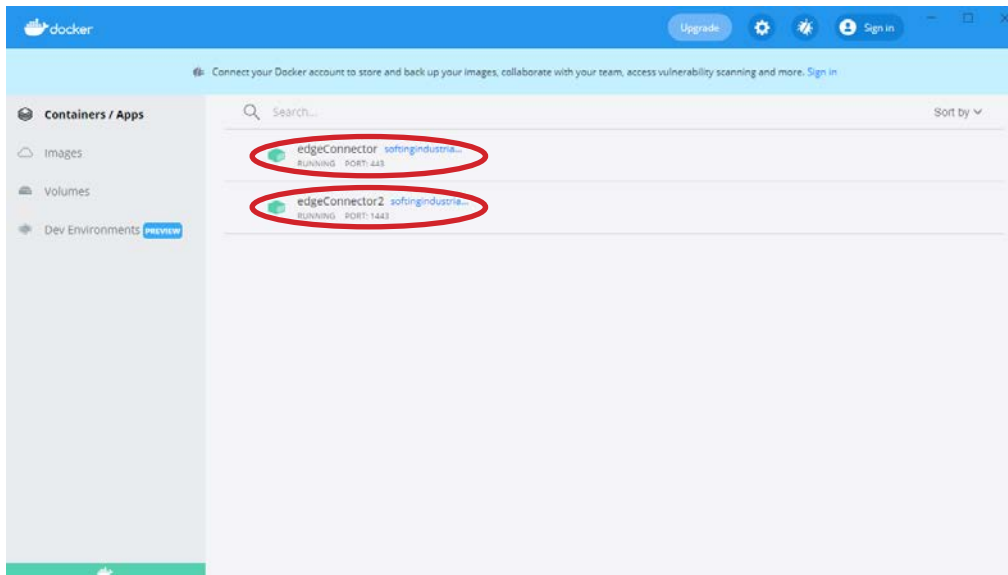 docker
Upgrade
Sign in
Connect your Docker account to store and back up your images, collaborate with your team, access vulnerability scanning and more. Sign in
Containers / Apps
Images
Volumes
Dev Environments PREVIEW
Search...
Sort by
edgeConnector softingindustria...
RUNNING PORT: 443
edgeConnector2 softingindustria...
RUNNING PORT: 1443